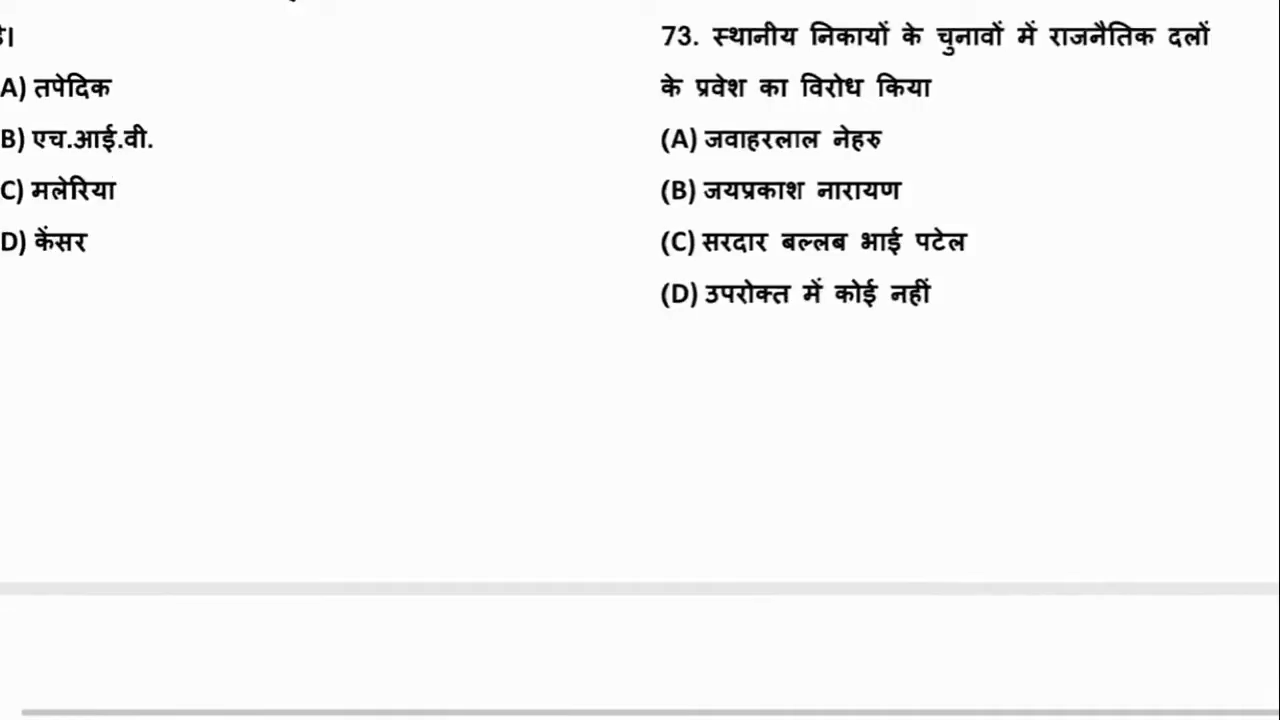 है।
A) तपेदिक
B) एच.आई.वी.
C) मलेरिया
D) केंसर
73. स्थानीय निकायों के चुनावों में राजनैतिक दलों
के प्रवेश का विरोध किया
(A) जवाहरलाल नेहरु
(B) जयप्रकाश नारायण
(C) सरदार बल्लब भाई पटेल
(D) उपरोक्त में कोई नहीं